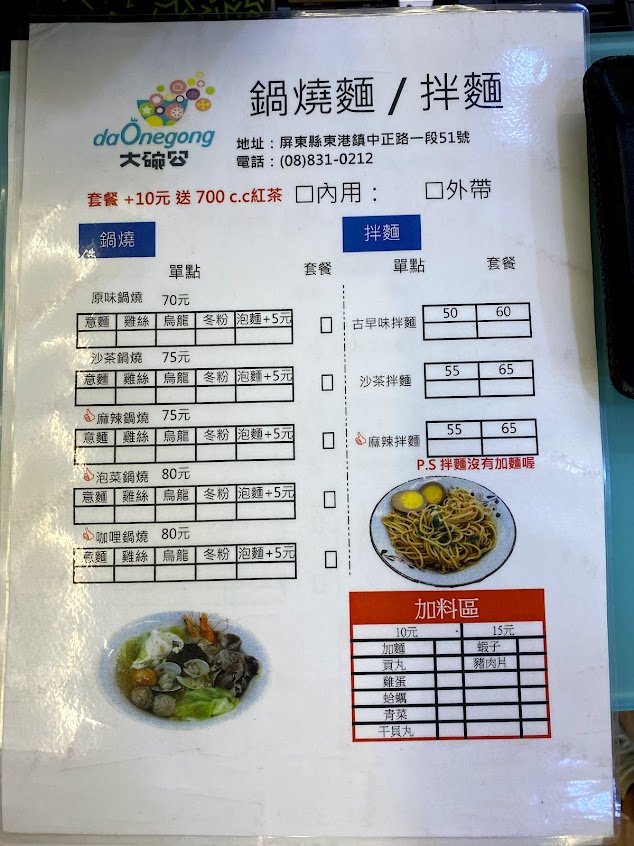 鍋燒麵 / 拌麵
daOnegong
大碗公
地址：屏東縣東港鎮中正路一段51號
電話：(08)831-0212
套餐 +10元 送 700 c.c紅茶 □內用： □外帶
鍋燒
單點 套餐
原味鍋燒 70元
意麵 雞絲 烏龍 冬粉 泡麵+5元
沙茶鍋燒 75元
意麵 雞絲 烏龍 冬粉 泡麵+5元
麻辣鍋燒 75元
意麵 雞絲 烏龍 冬粉 泡麵+5元
泡菜鍋燒 80元
意麵 雞絲 烏龍 冬粉 泡麵+5元
咖哩鍋燒 80元
意麵 雞絲 烏龍 冬粉 泡麵+5元
拌麵
單點 套餐
古早味拌麵 50 60
沙茶拌麵 55 65
麻辣拌麵 55 65
P.S 拌麵沒有加麵喔
加料區
10元 15元
加麵 蝦子
貢丸 豬肉片
雞蛋
蛤蠣
青菜
干貝丸